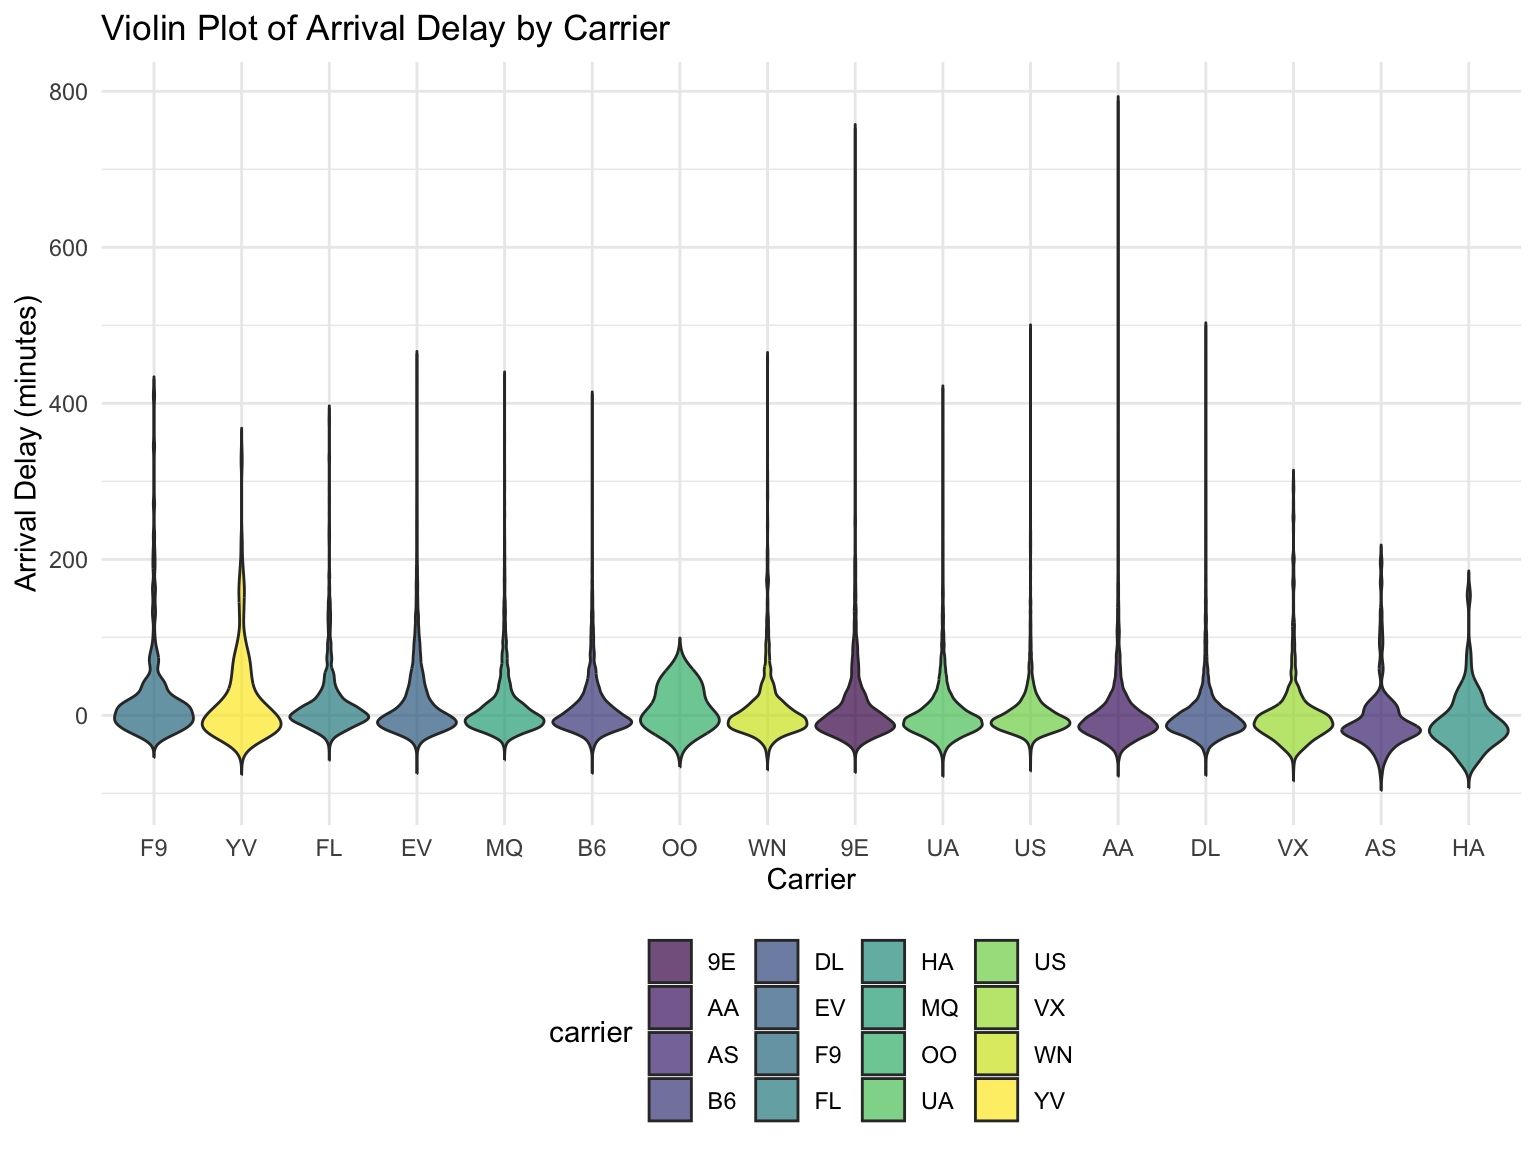 Violin Plot of Arrival Delay by Carrier
Arrival Delay (minutes)
800
600
400
200
0
F9 YV FL EV MQ B6 OO WN 9E UA US AA DL VX AS HA
Carrier
carrier
9E DL HA US
AA EV MQ VX
AS F9 OO WN
B6 FL UA YV